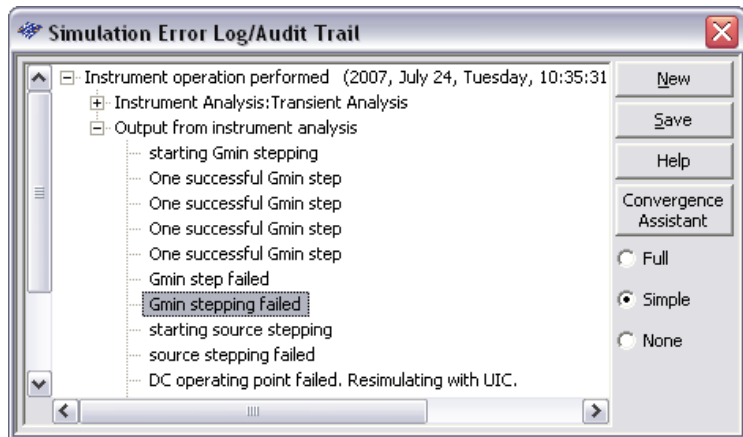 Simulation Error Log/Audit Trail
Instrument operation performed (2007, July 24, Tuesday, 10:35:31
Instrument Analysis:Transient Analysis
Output from instrument analysis
starting Gmin stepping
One successful Gmin step
One successful Gmin step
One successful Gmin step
One successful Gmin step
Gmin step failed
Gmin stepping failed
starting source stepping
source stepping failed
DC operating point failed. Resimulating with UIC.
New
Save
Help
Convergence
Assistant
Full
Simple
None